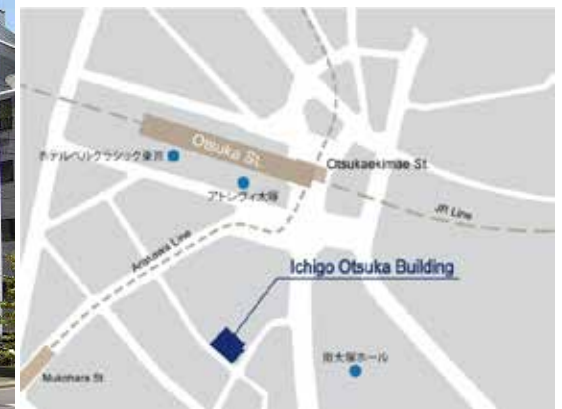 Otsuka St.
ホテルベルクラシック東京
Otsukaekimae St.
アトレヴィ大塚
JR Line
Arakawa Line
Ichigo Otsuka Building
南大塚ホール
Mukohara St.